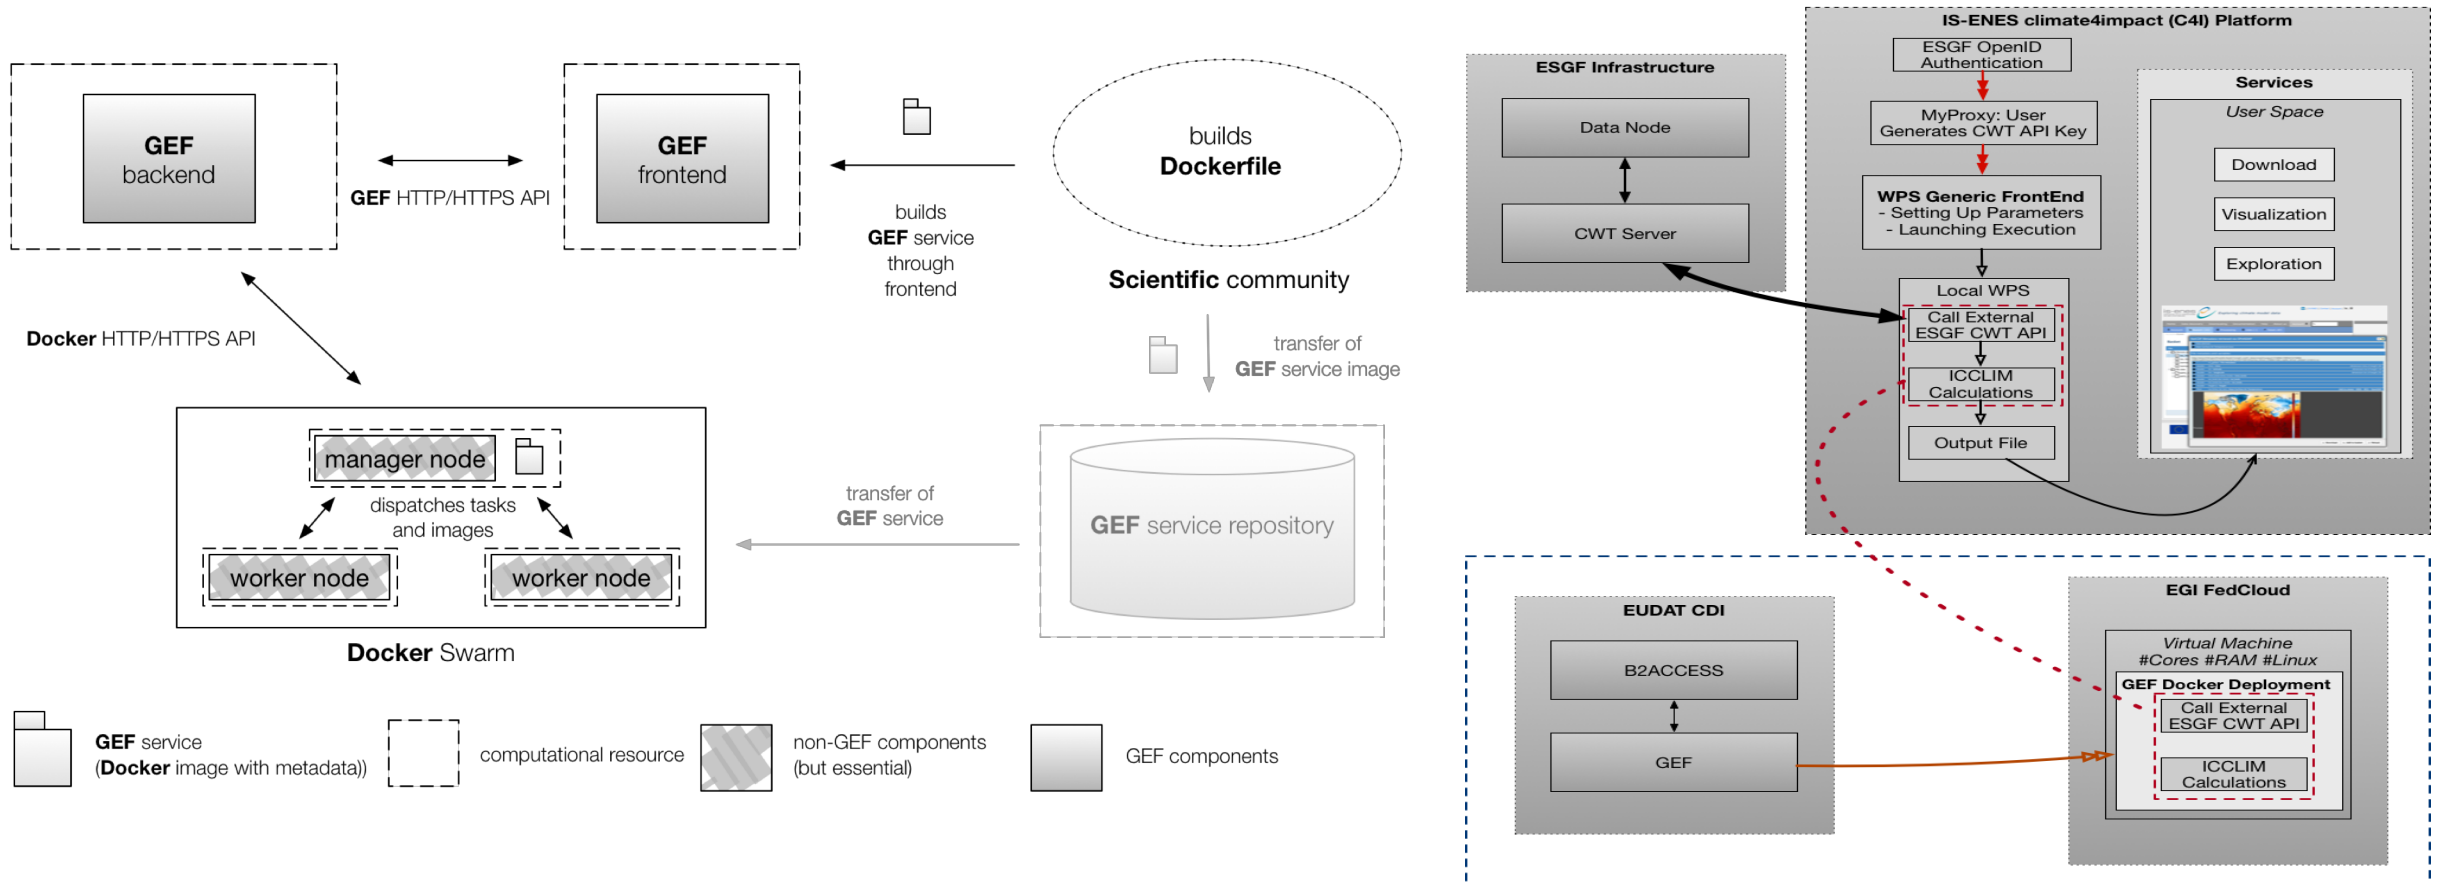 GEF
backend
GEF HTTP/HTTPS API
GEF
frontend
builds
GEF service
through
frontend
builds
Dockerfile
Scientific community
Docker HTTP/HTTPS API
transfer of
GEF service image
manager node
dispatches tasks
and images
worker node
worker node
Docker Swarm
transfer of
GEF service
GEF service repository
GEF service
(Docker image with metadata))
computational resource
non-GEF components
(but essential)
GEF components
ESGF Infrastructure
Data Node
CWT Server
IS-ENES climate4impact (C4I) Platform
ESGF OpenID
Authentication
MyProxy: User
Generates CWT API Key
WPS Generic FrontEnd
- Setting Up Parameters
- Launching Execution
Local WPS
Call External
ESGF CWT API
ICCLIM
Calculations
Output File
Services
User Space
Download
Visualization
Exploration
EUDAT CDI
B2ACCESS
GEF
EGI FedCloud
Virtual Machine
#Cores #RAM #Linux
GEF Docker Deployment
Call External
ESGF CWT API
ICCLIM
Calculations